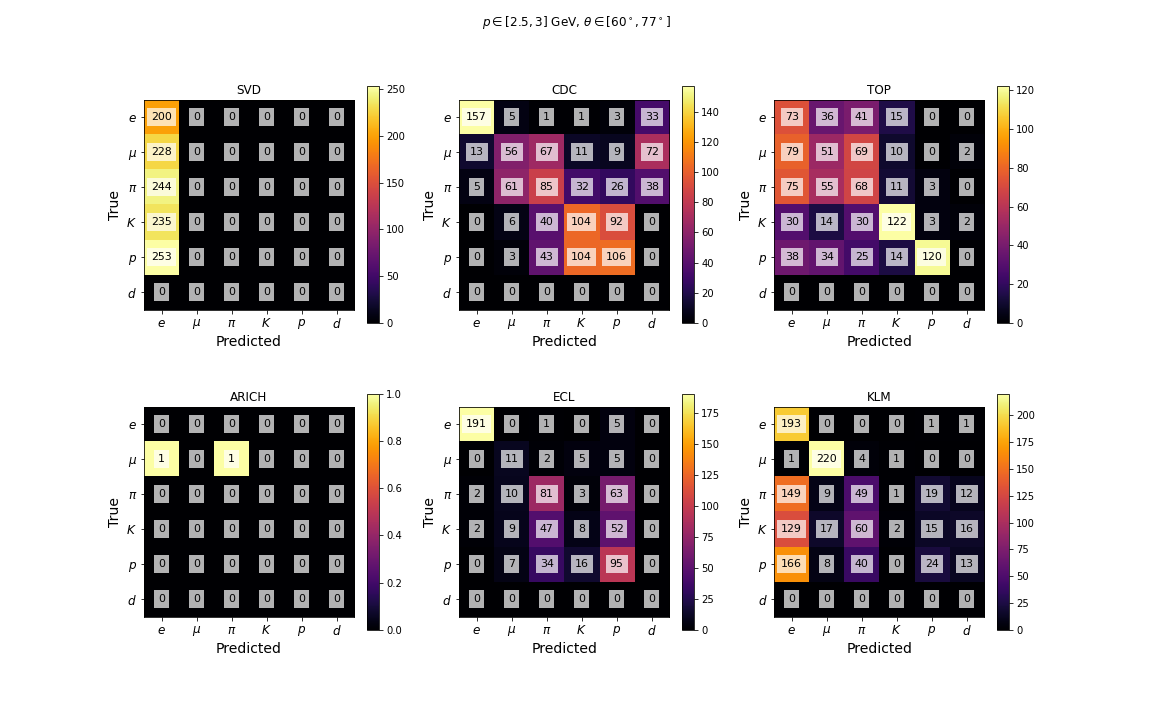 p ∈ [2.5, 3] GeV, θ ∈ [60°, 77°]
SVD
True
e 200 0 0 0 0 0
μ 228 0 0 0 0 0
π 244 0 0 0 0 0
K 235 0 0 0 0 0
p 253 0 0 0 0 0
d 0 0 0 0 0 0
e μ π K p d
Predicted
250
200
150
100
50
0
CDC
True
e 157 5 1 1 3 33
μ 13 56 67 11 9 72
π 5 61 85 32 26 38
K 0 6 40 104 92 0
p 0 3 43 104 106 0
d 0 0 0 0 0 0
e μ π K p d
Predicted
140
120
100
80
60
40
20
0
TOP
True
e 73 36 41 15 0 0
μ 79 51 69 10 0 2
π 75 55 68 11 3 0
K 30 14 30 122 3 2
p 38 34 25 14 120 0
d 0 0 0 0 0 0
e μ π K p d
Predicted
120
100
80
60
40
20
0
ARICH
True
e 0 0 0 0 0 0
μ 1 0 1 0 0 0
π 0 0 0 0 0 0
K 0 0 0 0 0 0
p 0 0 0 0 0 0
d 0 0 0 0 0 0
e μ π K p d
Predicted
1.0
0.8
0.6
0.4
0.2
0.0
ECL
True
e 191 0 1 0 5 0
μ 0 11 2 5 5 0
π 2 10 81 3 63 0
K 2 9 47 8 52 0
p 0 7 34 16 95 0
d 0 0 0 0 0 0
e μ π K p d
Predicted
175
150
125
100
75
50
25
0
KLM
True
e 193 0 0 0 1 1
μ 1 220 4 1 0 0
π 149 9 49 1 19 12
K 129 17 60 2 15 16
p 166 8 40 0 24 13
d 0 0 0 0 0 0
e μ π K p d
Predicted
200
175
150
125
100
75
50
25
0